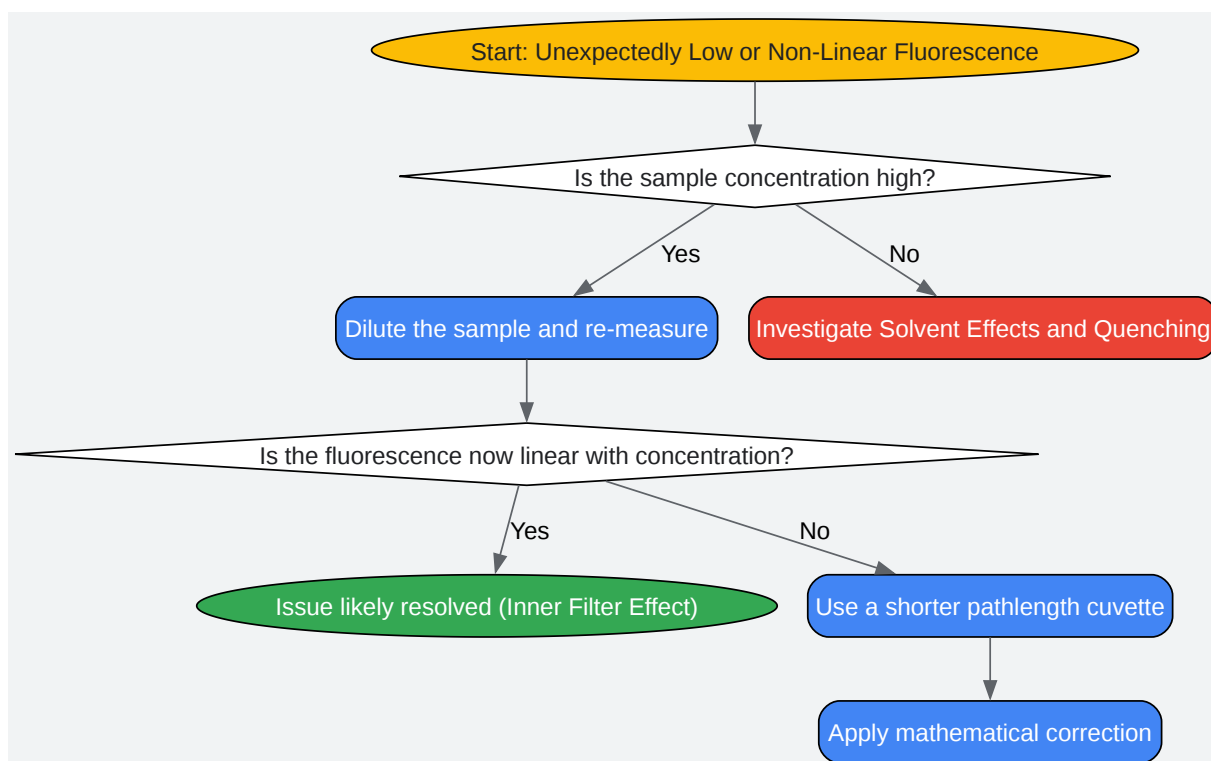 Start: Unexpectedly Low or Non-Linear Fluorescence
Is the sample concentration high?
Yes
No
Dilute the sample and re-measure
Investigate Solvent Effects and Quenching
Is the fluorescence now linear with concentration?
Yes
No
Issue likely resolved (Inner Filter Effect)
Use a shorter pathlength cuvette
Apply mathematical correction